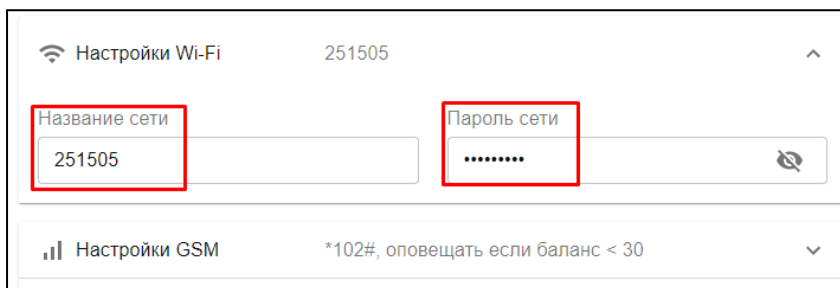 Настройки Wi-Fi 251505
Название сети Пароль сети
251505 •••••••••
Настройки GSM *102#, оповещать если баланс < 30